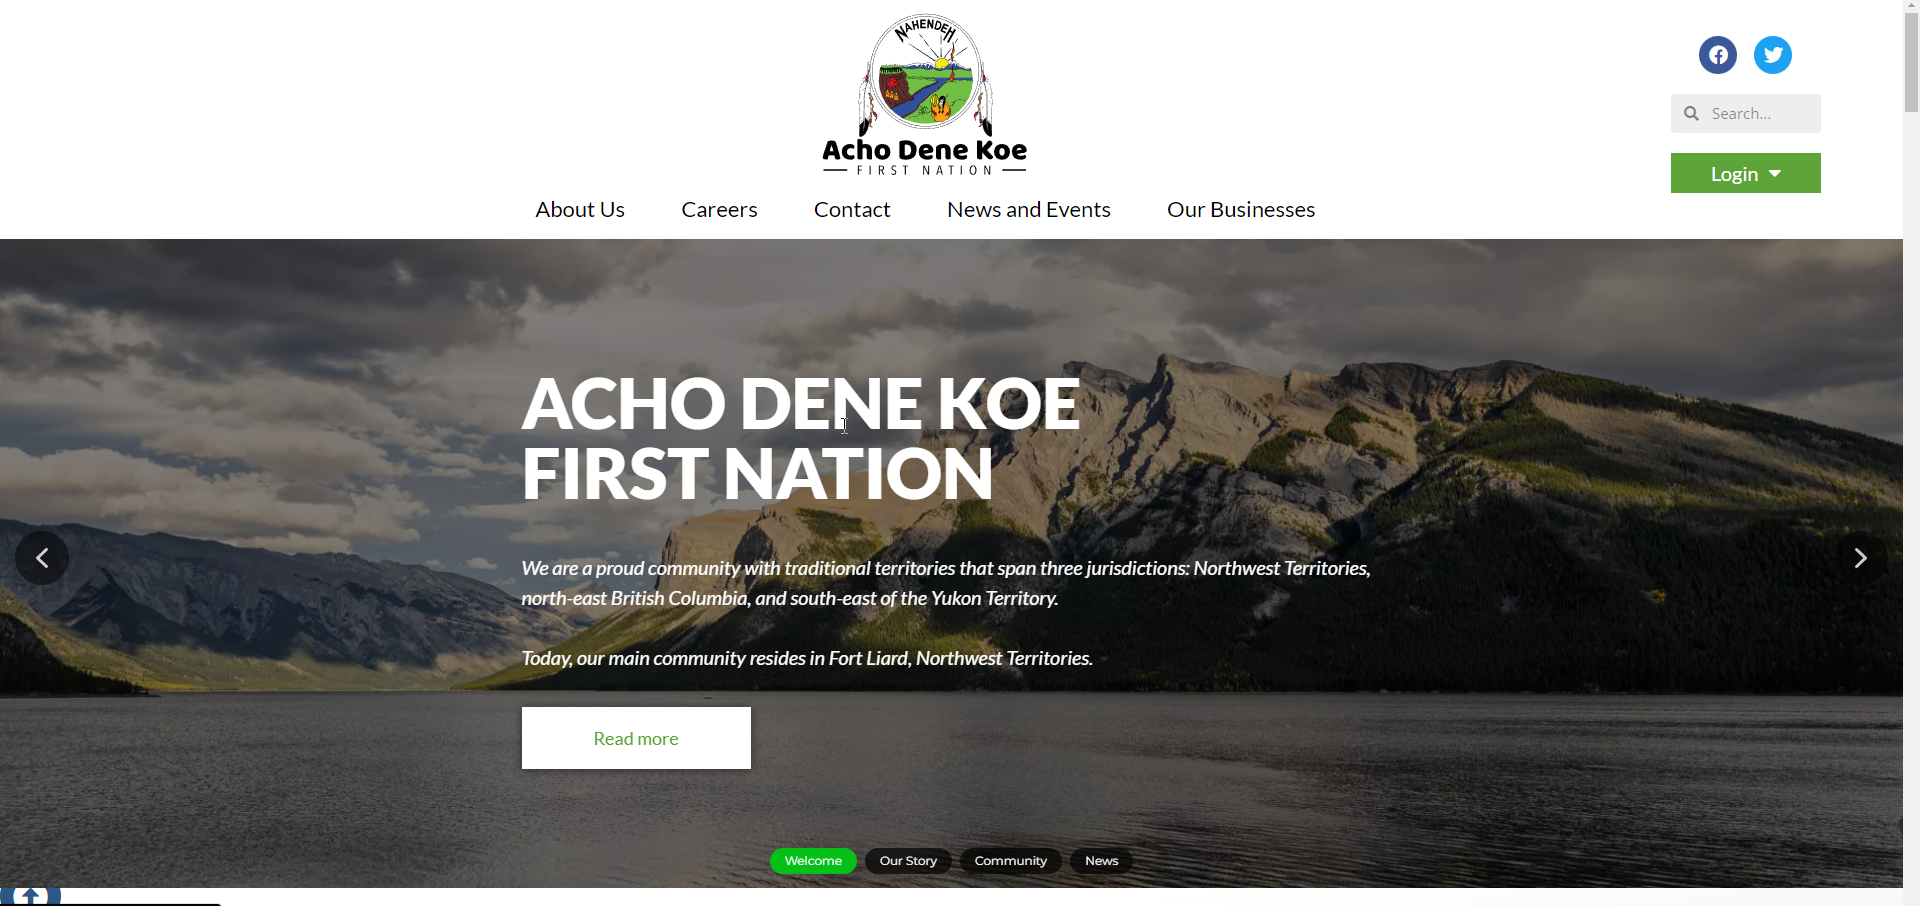 NAHENDEH
Acho Dene Koe
FIRST NATION
Search...
Login
About Us
Careers
Contact
News and Events
Our Businesses
ACHO DENE KOE
FIRST NATION
We are a proud community with traditional territories that span three jurisdictions: Northwest Territories,
north-east British Columbia, and south-east of the Yukon Territory.
Today, our main community resides in Fort Liard, Northwest Territories.
Read more
Welcome
Our Story
Community
News